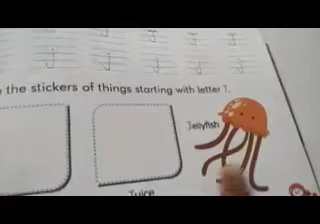 J J J
j j j j j
the stickers of things starting with letter J.
Jellyfish
Juice